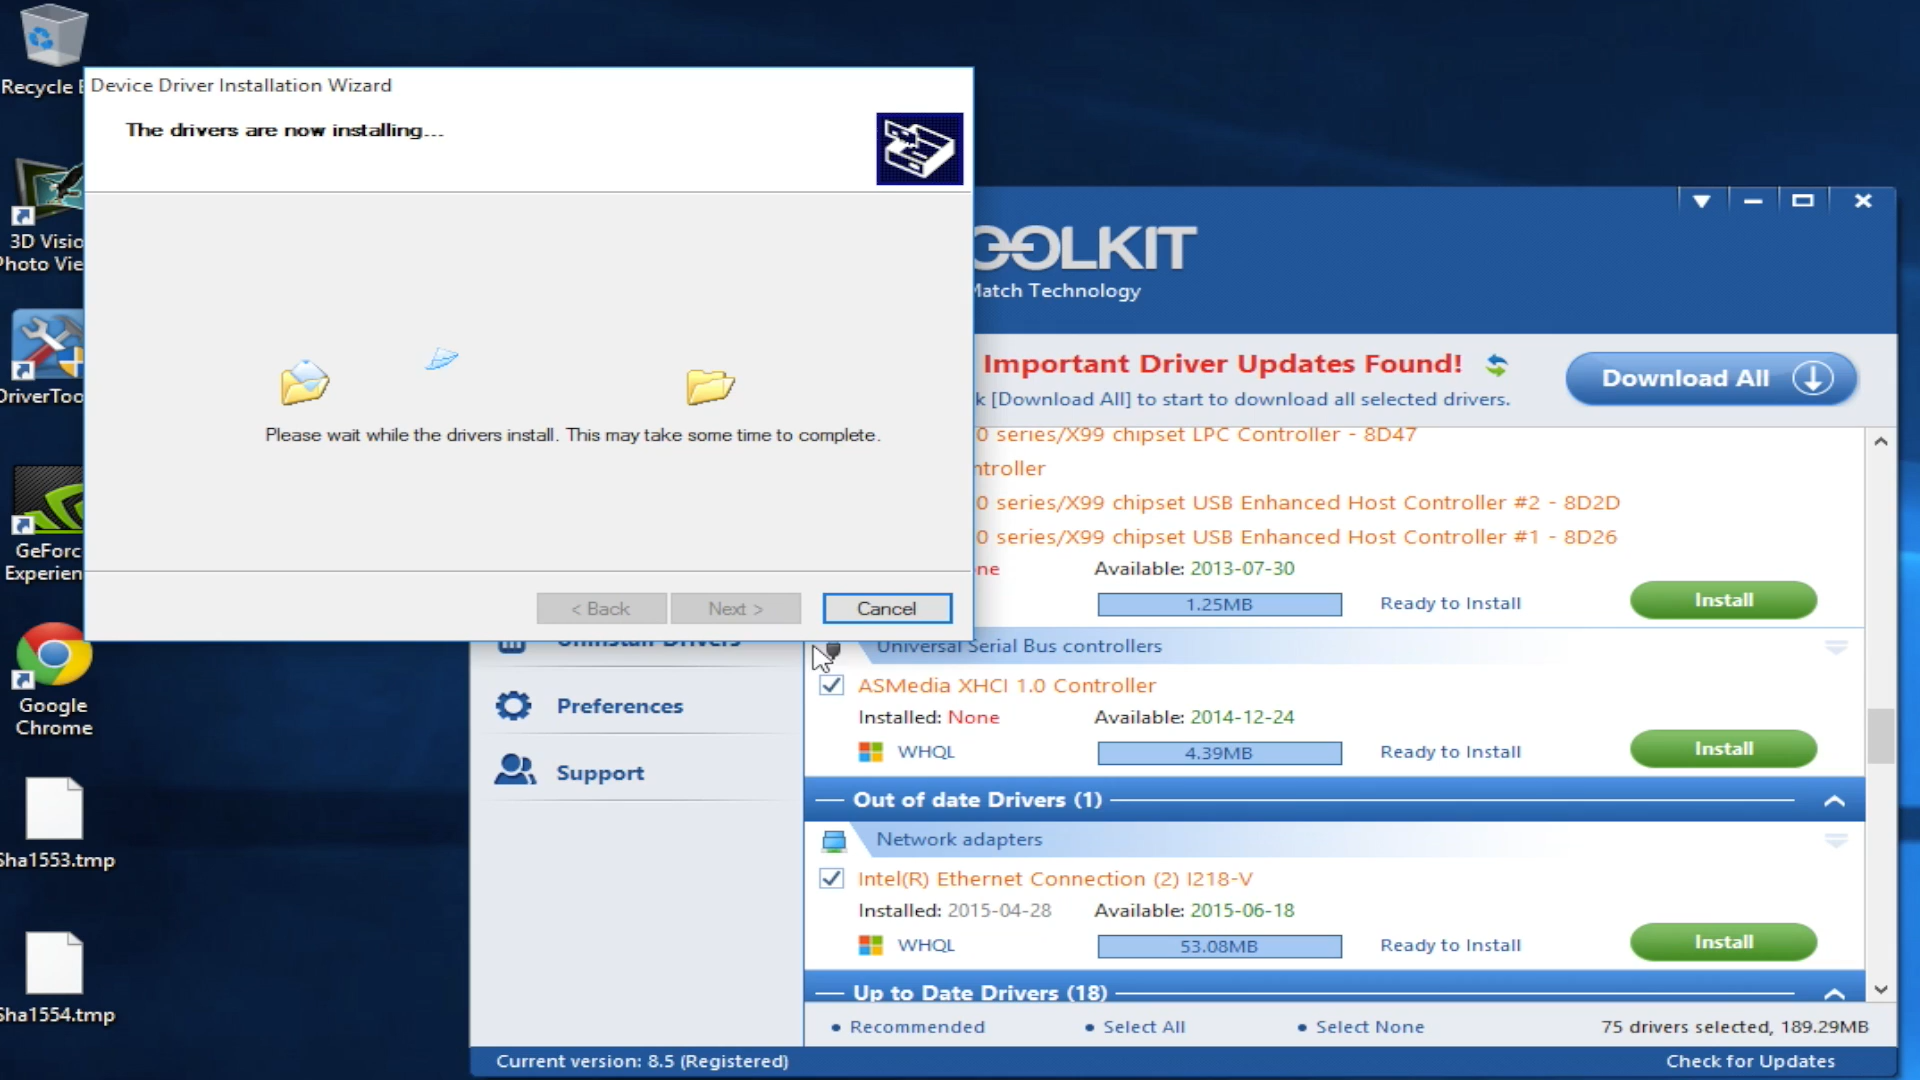 Recycle B
Device Driver Installation Wizard
The drivers are now installing...
Please wait while the drivers install. This may take some time to complete.
< Back
Next >
Cancel
3D Visio
Photo Vie
DriverToo
GeForc
Experien
Google
Chrome
Sha1553.tmp
Sha1554.tmp
OOLKIT
Match Technology
Important Driver Updates Found!
k [Download All] to start to download all selected drivers.
Download All
0 series/X99 chipset LPC Controller - 8D47
ntroller
0 series/X99 chipset USB Enhanced Host Controller #2 - 8D2D
0 series/X99 chipset USB Enhanced Host Controller #1 - 8D26
ne
Available: 2013-07-30
1.25MB
Ready to Install
Install
Uninstall Drivers
Preferences
Support
Universal Serial Bus controllers
ASMedia XHCI 1.0 Controller
Installed: None
Available: 2014-12-24
WHQL
4.39MB
Ready to Install
Install
Out of date Drivers (1)
Network adapters
Intel(R) Ethernet Connection (2) I218-V
Installed: 2015-04-28
Available: 2015-06-18
WHQL
53.08MB
Ready to Install
Install
Up to Date Drivers (18)
Recommended
Select All
Select None
75 drivers selected, 189.29MB
Current version: 8.5 (Registered)
Check for Updates